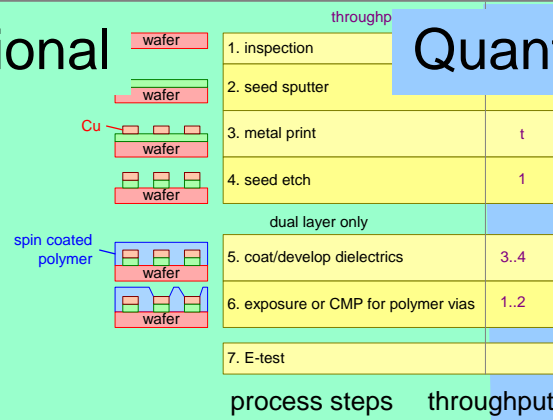 throughp
ional
Quant
wafer
1. inspection
2. seed sputter
wafer
Cu
3. metal print
t
wafer
4. seed etch
1
wafer
dual layer only
spin coated
polymer
5. coat/develop dielectrics
3..4
wafer
6. exposure or CMP for polymer vias
1..2
wafer
7. E-test
process steps
throughput